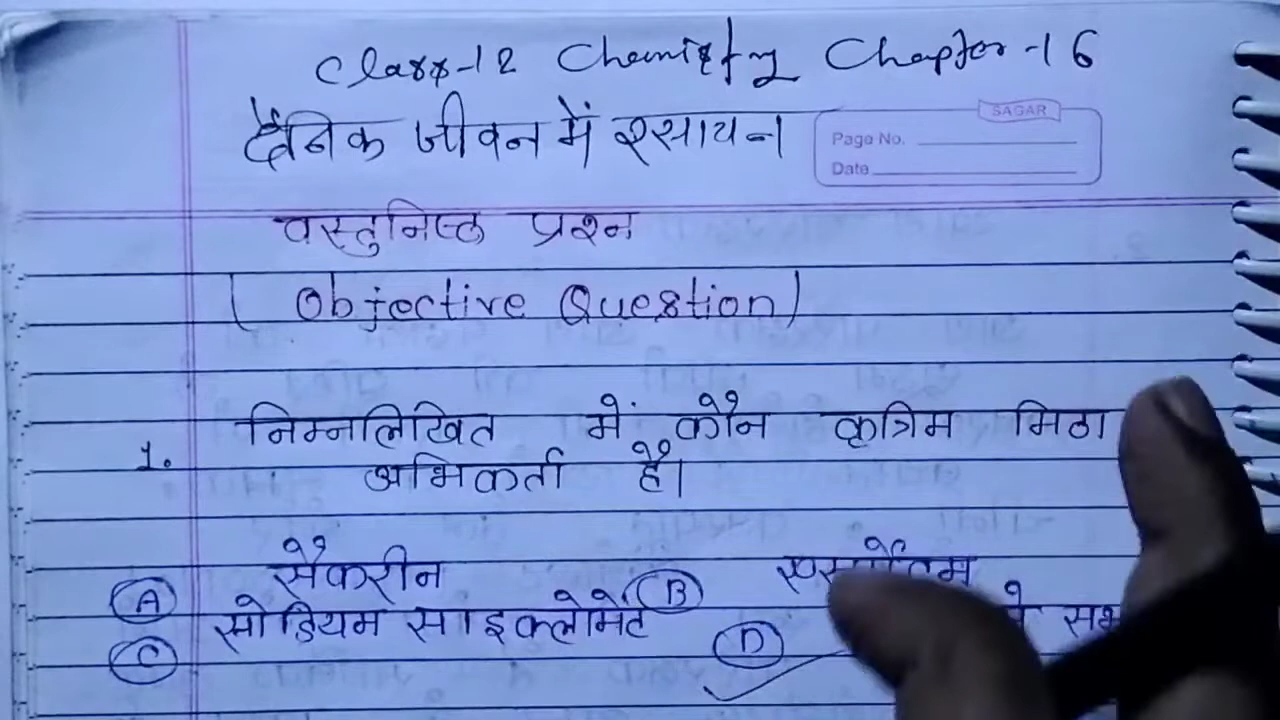 Class-12 Chemistry Chapter-16
दैनिक जीवन में रसायन
SAGAR
Page No.
Date
वस्तुनिष्ठ प्रश्न
( Objective Question)
1. निम्नलिखित में कौन कृत्रिम मिठा
अभिकर्ता है।
(A) सैकरीन (B)
(C) सोडियम साइक्लोमेट (D) सभ